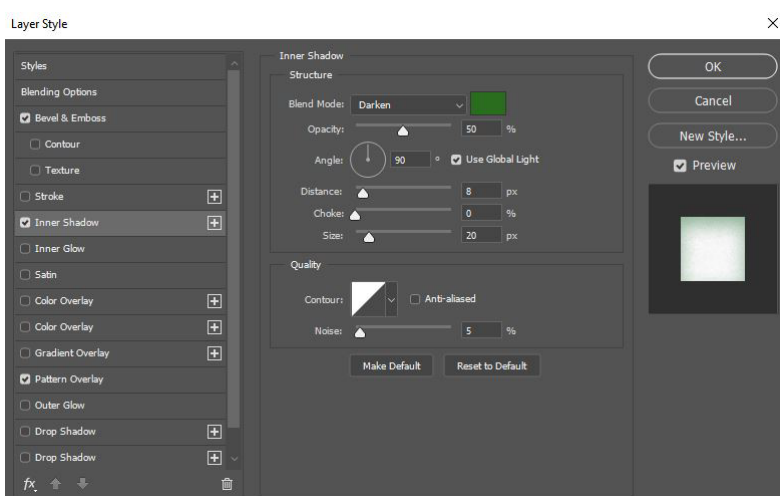 Layer Style
Styles
Blending Options
Bevel & Emboss
Contour
Texture
Stroke
Inner Shadow
Inner Glow
Satin
Color Overlay
Color Overlay
Gradient Overlay
Pattern Overlay
Outer Glow
Drop Shadow
Drop Shadow
fx
Inner Shadow
Structure
Blend Mode: Darken
Opacity: 50 %
Angle: 90 ° Use Global Light
Distance: 8 px
Choke: 0 %
Size: 20 px
Quality
Contour: Anti-aliased
Noise: 5 %
Make Default Reset to Default
OK
Cancel
New Style...
Preview